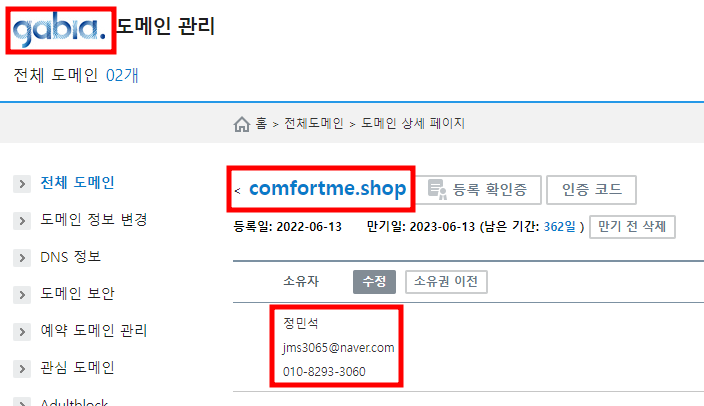 gabia. 도메인 관리
전체 도메인 02개
홈 > 전체도메인 > 도메인 상세 페이지
전체 도메인
도메인 정보 변경
DNS 정보
도메인 보안
예약 도메인 관리
관심 도메인
Adultblock
< comfortme.shop 등록 확인증 인증 코드
등록일: 2022-06-13 만기일: 2023-06-13 (남은 기간: 362일 ) 만기 전 삭제
소유자 수정 소유권 이전
정민석
jms3065@naver.com
010-8293-3060